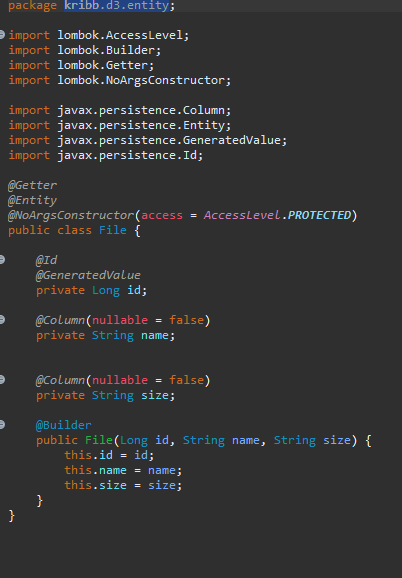 package kribb.d3.entity;
import lombok.AccessLevel;
import lombok.Builder;
import lombok.Getter;
import lombok.NoArgsConstructor;
import javax.persistence.Column;
import javax.persistence.Entity;
import javax.persistence.GeneratedValue;
import javax.persistence.Id;
@Getter
@Entity
@NoArgsConstructor(access = AccessLevel.PROTECTED)
public class File {
@Id
@GeneratedValue
private Long id;
@Column(nullable = false)
private String name;
@Column(nullable = false)
private String size;
@Builder
public File(Long id, String name, String size) {
this.id = id;
this.name = name;
this.size = size;
}
}